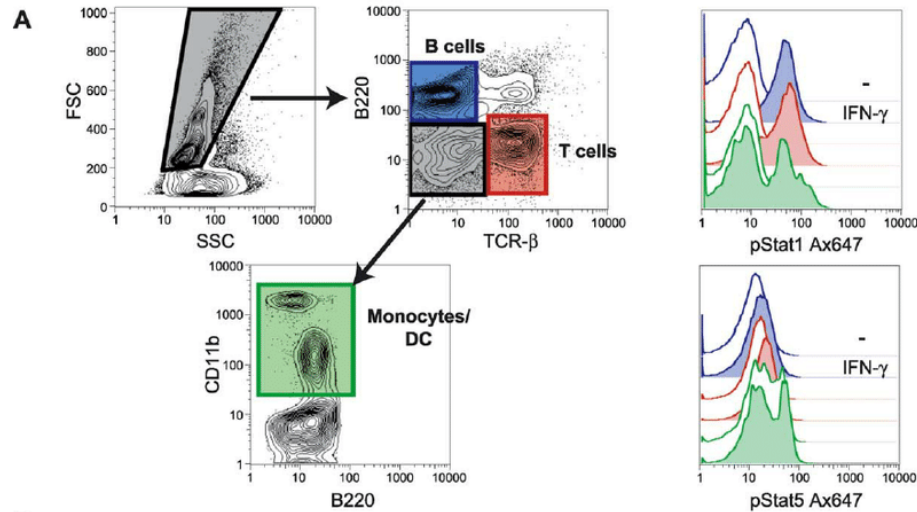 A
1000
800
600
400
200
0
FSC
1 10 100 1000 10000
SSC
10000
1000
100
10
1
B220
B cells
T cells
1 10 100 1000 10000
TCR-β
-
IFN-γ
1 10 100 1000 10000
pStat1 Ax647
10000
1000
100
10
1
CD11b
Monocytes/
DC
1 10 100 1000 10000
B220
-
IFN-γ
1 10 100 1000 10000
pStat5 Ax647